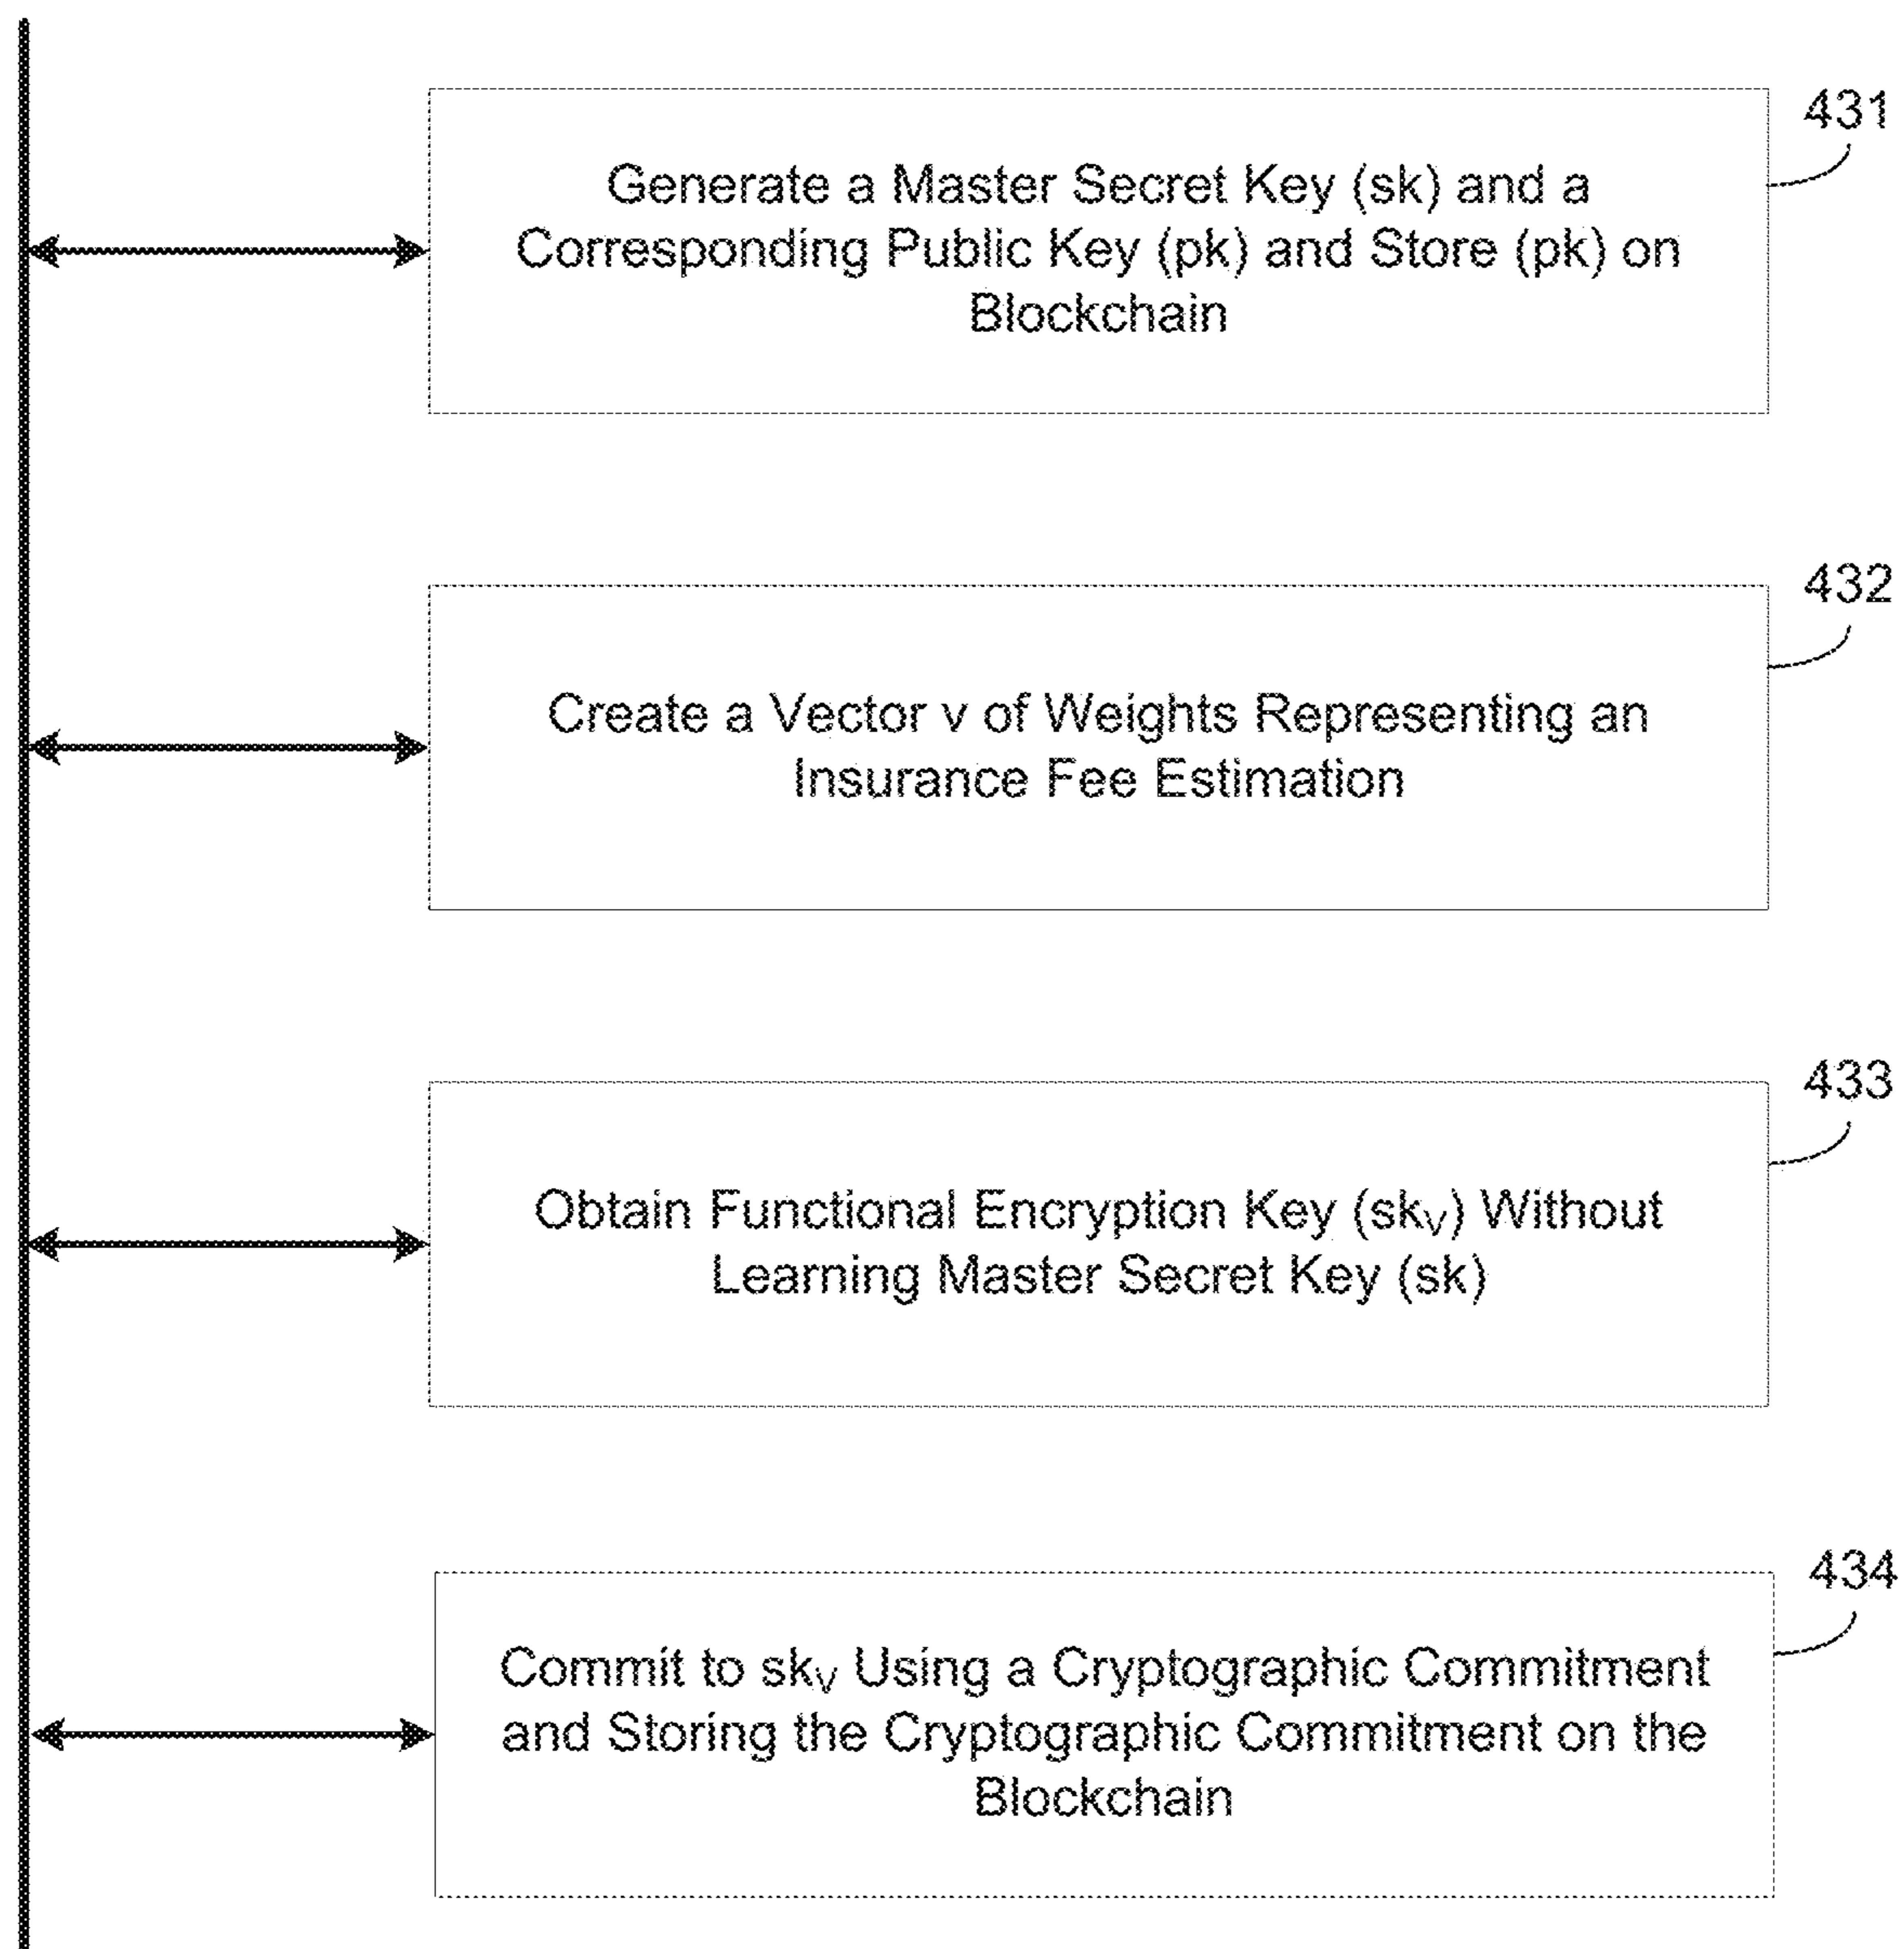 431
Generate a Master Secret Key (sk) and a
Corresponding Public Key (pk) and Store (pk) on
Blockchain
432
Create a Vector v of Weights Representing an
Insurance Fee Estimation
433
Obtain Functional Encryption Key (skᵥ) Without
Learning Master Secret Key (sk)
434
Commit to skᵥ Using a Cryptographic Commitment
and Storing the Cryptographic Commitment on the
Blockchain